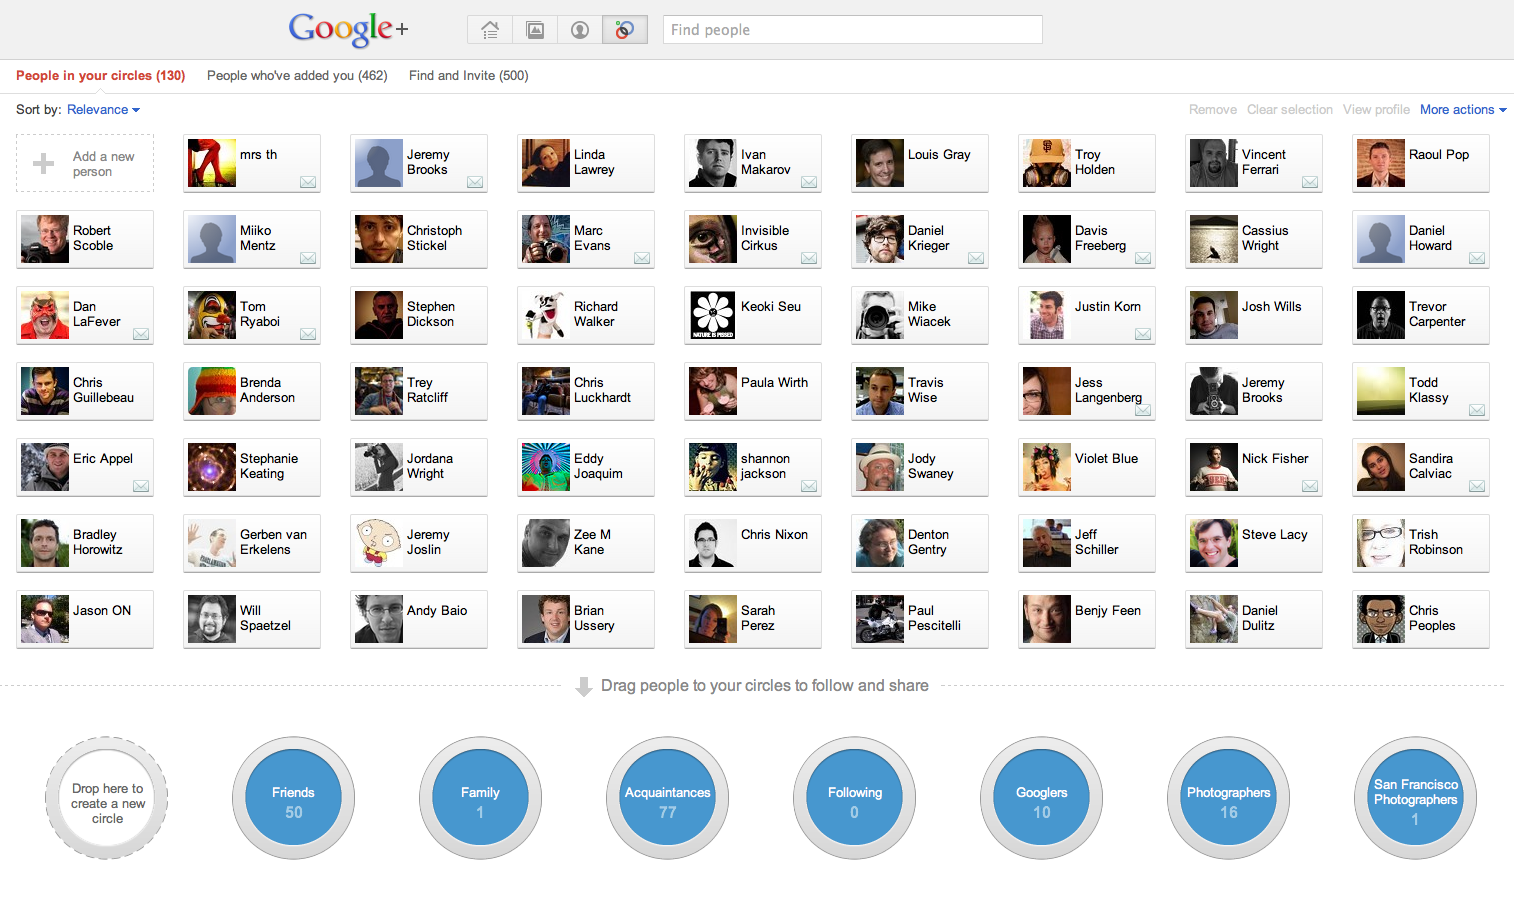 Google+
Find people
People in your circles (130) People who've added you (462) Find and Invite (500)
Sort by: Relevance Remove Clear selection View profile More actions
Add a new
person
mrs th
Jeremy
Brooks
Linda
Lawrey
Ivan
Makarov
Louis Gray
Troy
Holden
Vincent
Ferrari
Raoul Pop
Robert
Scoble
Miiko
Mentz
Christoph
Stickel
Marc
Evans
Invisible
Cirkus
Daniel
Krieger
Davis
Freeberg
Cassius
Wright
Daniel
Howard
Dan
LaFever
Tom
Ryaboi
Stephen
Dickson
Richard
Walker
NATURE IS PISSED
Keoki Seu
Mike
Wiacek
Justin Korn
Josh Wills
Trevor
Carpenter
Chris
Guillebeau
Brenda
Anderson
Trey
Ratcliff
Chris
Luckhardt
Paula Wirth
Travis
Wise
Jess
Langenberg
Jeremy
Brooks
Todd
Klassy
Eric Appel
Stephanie
Keating
Jordana
Wright
Eddy
Joaquim
shannon
jackson
Jody
Swaney
Violet Blue
Nick Fisher
Sandira
Calviac
Bradley
Horowitz
Gerben van
Erkelens
Jeremy
Joslin
Zee M
Kane
Chris Nixon
Denton
Gentry
Jeff
Schiller
Steve Lacy
Trish
Robinson
Jason ON
Will
Spaetzel
Andy Baio
Brian
Ussery
Sarah
Perez
Paul
Pescitelli
Benjy Feen
Daniel
Dulitz
Chris
Peoples
Drag people to your circles to follow and share
Drop here to
create a new
circle
Friends
50
Family
1
Acquaintances
77
Following
0
Googlers
10
Photographers
16
San Francisco
Photographers
1